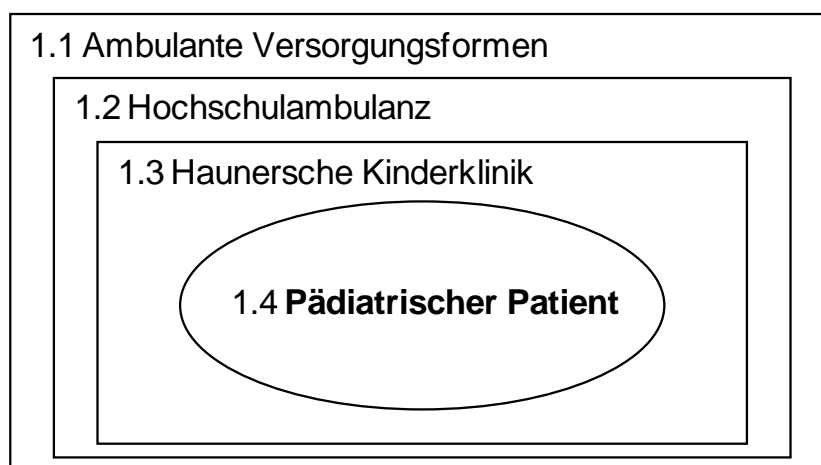 1.1 Ambulante Versorgungsformen
1.2 Hochschulambulanz
1.3 Haunersche Kinderklinik
1.4 Pädiatrischer Patient